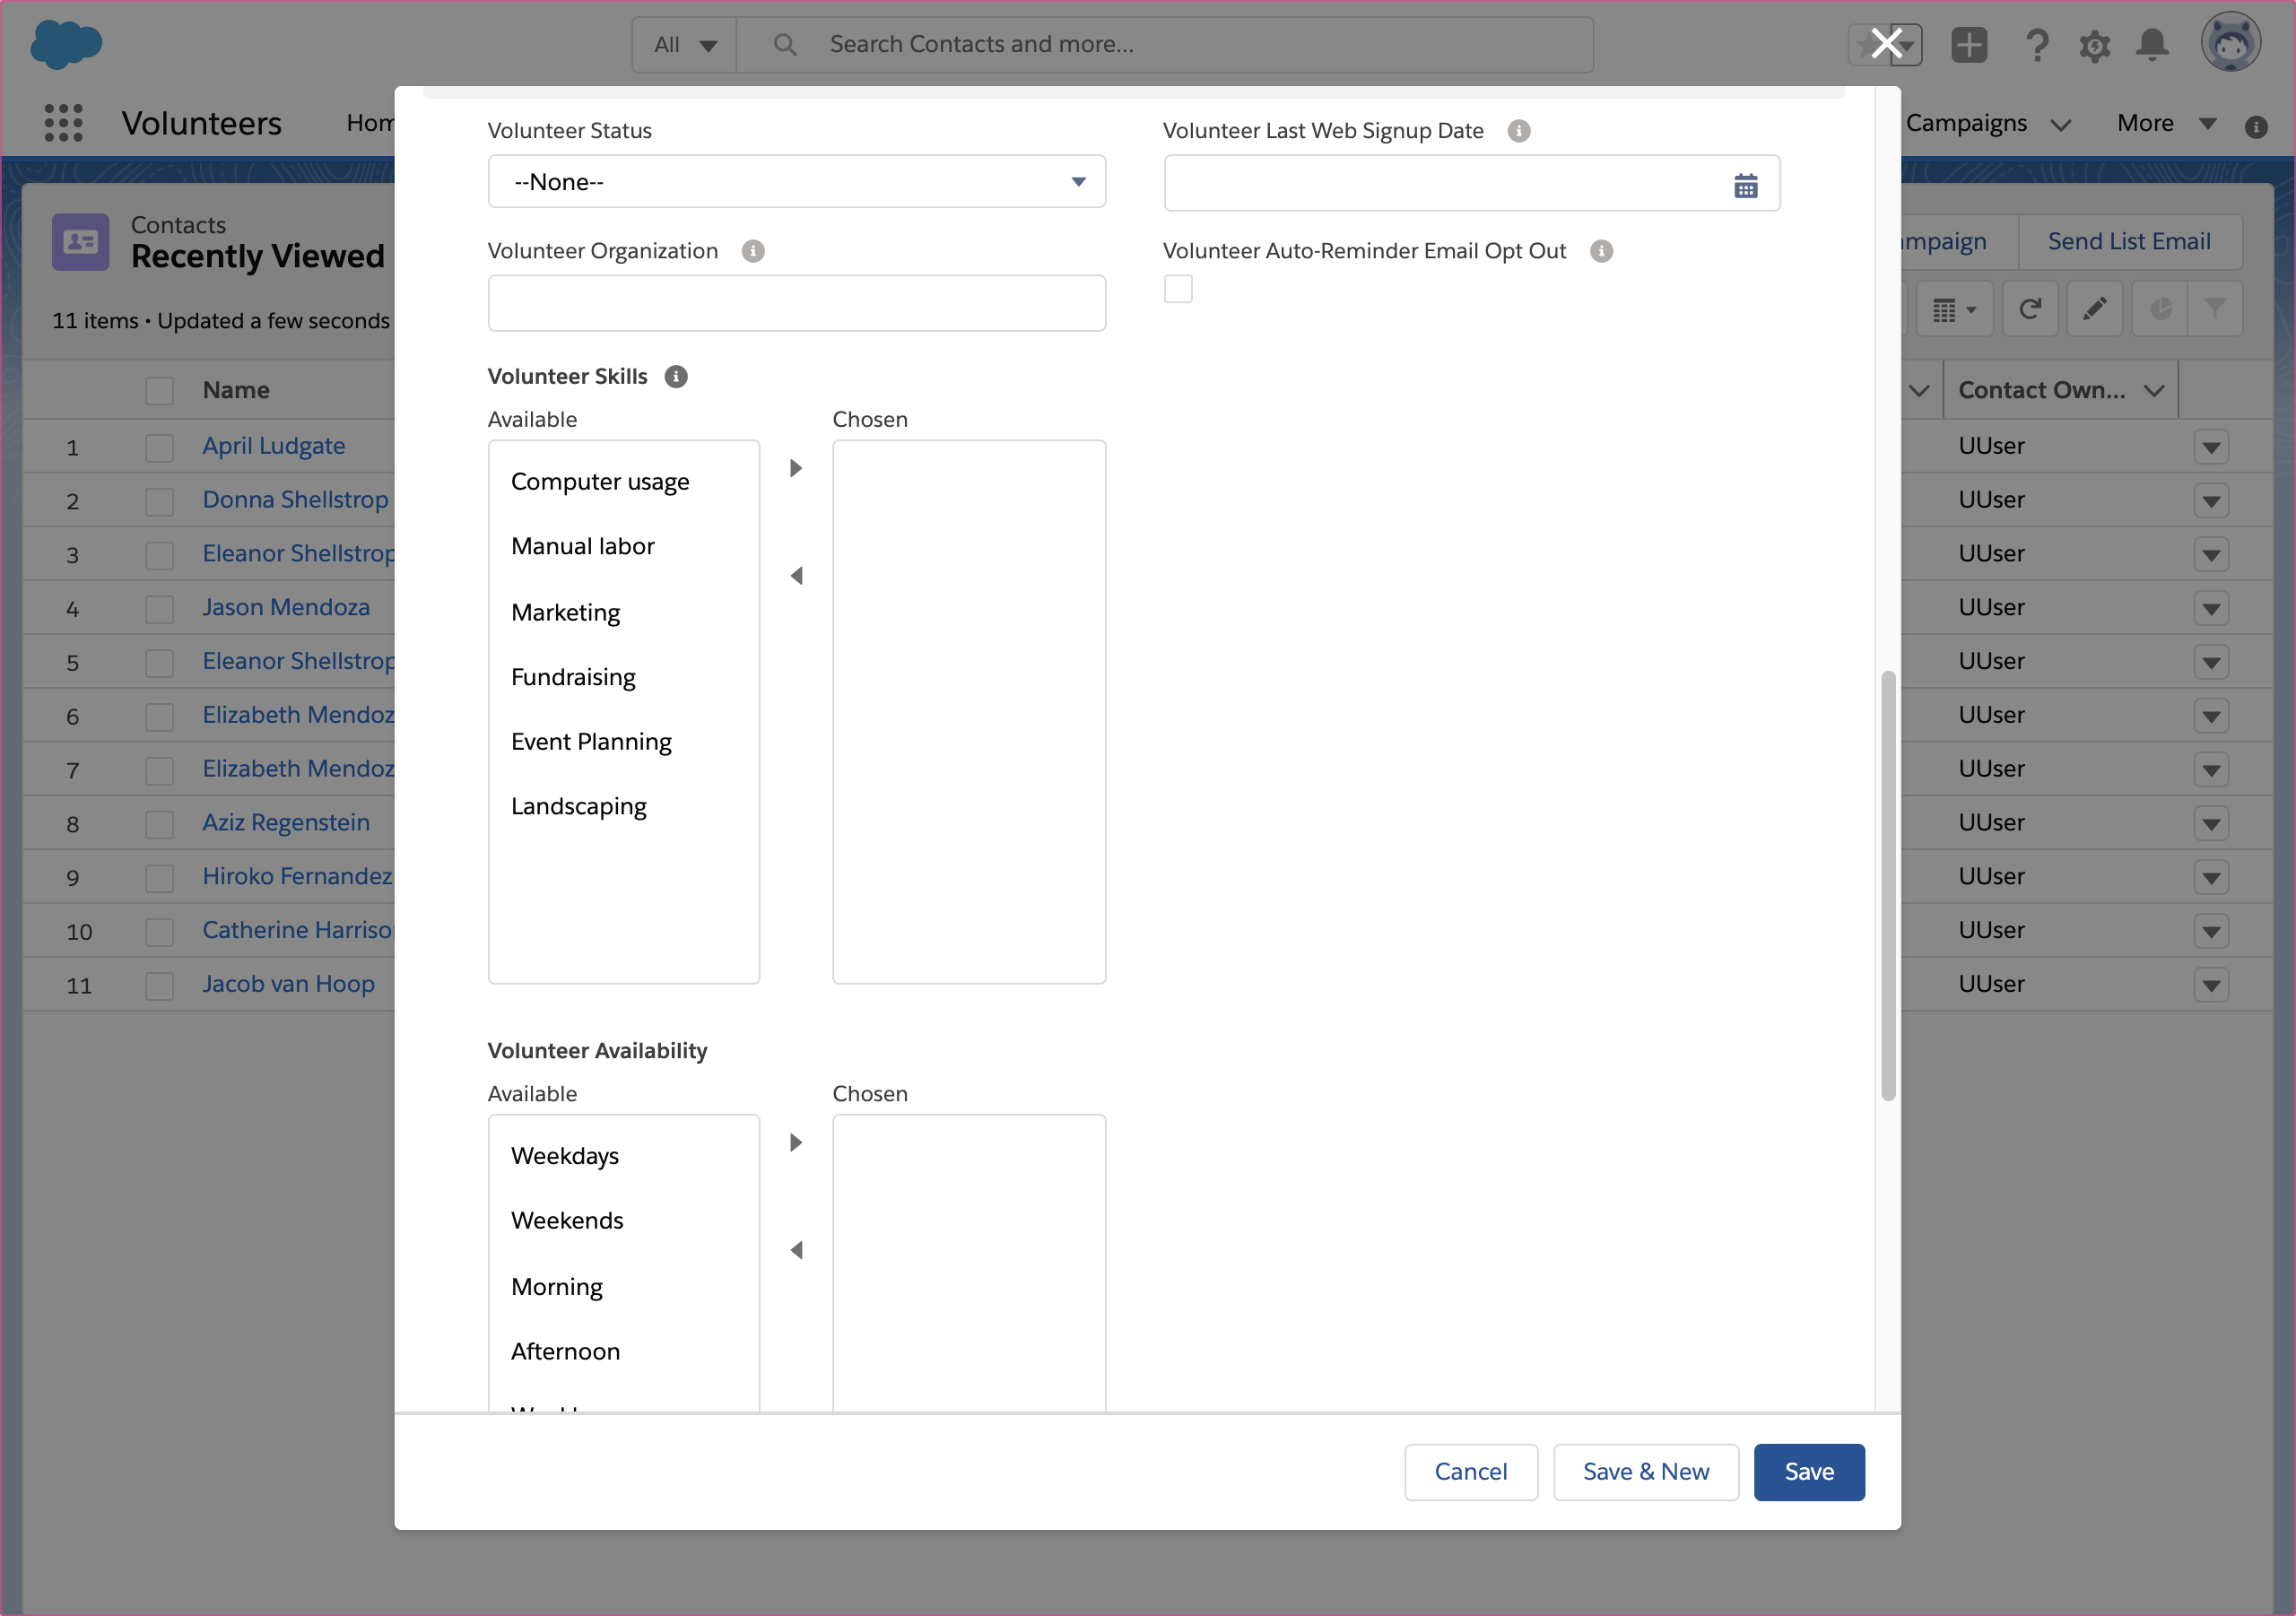 All
Search Contacts and more...
Volunteers
Hom
Campaigns
More
Contacts
Recently Viewed
11 items • Updated a few seconds
mpaign
Send List Email
Name
Contact Own...
1 April Ludgate UUser
2 Donna Shellstrop UUser
3 Eleanor Shellstrop UUser
4 Jason Mendoza UUser
5 Eleanor Shellstrop UUser
6 Elizabeth Mendoz UUser
7 Elizabeth Mendoz UUser
8 Aziz Regenstein UUser
9 Hiroko Fernandez UUser
10 Catherine Harriso UUser
11 Jacob van Hoop UUser
Volunteer Status
--None--
Volunteer Last Web Signup Date
Volunteer Organization
Volunteer Auto-Reminder Email Opt Out
Volunteer Skills
Available
Chosen
Computer usage
Manual labor
Marketing
Fundraising
Event Planning
Landscaping
Volunteer Availability
Available
Chosen
Weekdays
Weekends
Morning
Afternoon
Cancel
Save & New
Save